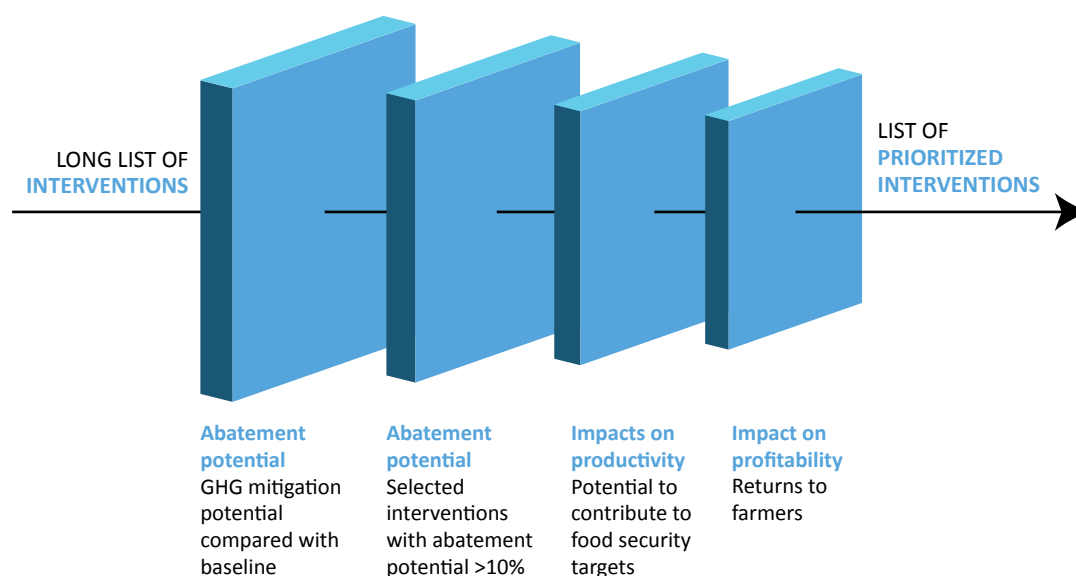 LONG LIST OF
INTERVENTIONS
LIST OF
PRIORITIZED
INTERVENTIONS
Abatement
potential
GHG mitigation
potential
compared with
baseline
Abatement
potential
Selected
interventions
with abatement
potential >10%
Impacts on
productivity
Potential to
contribute to
food security
targets
Impact on
profitability
Returns to
farmers